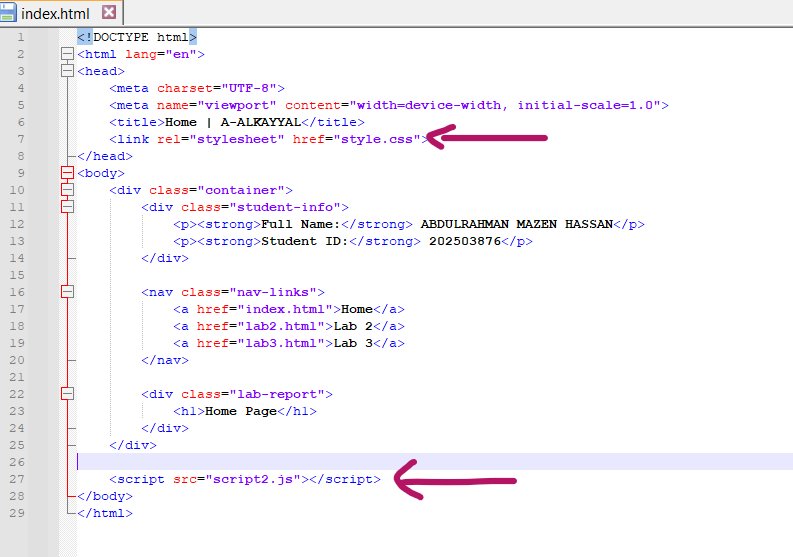 index.html
1 <!DOCTYPE html>
2 <html lang="en">
3 <head>
4 <meta charset="UTF-8">
5 <meta name="viewport" content="width=device-width, initial-scale=1.0">
6 <title>Home | A-ALKAYYAL</title>
7 <link rel="stylesheet" href="style.css">
8 </head>
9 <body>
10 <div class="container">
11 <div class="student-info">
12 <p><strong>Full Name:</strong> ABDULRAHMAN MAZEN HASSAN</p>
13 <p><strong>Student ID:</strong> 202503876</p>
14 </div>
15
16 <nav class="nav-links">
17 <a href="index.html">Home</a>
18 <a href="lab2.html">Lab 2</a>
19 <a href="lab3.html">Lab 3</a>
20 </nav>
21
22 <div class="lab-report">
23 <h1>Home Page</h1>
24 </div>
25 </div>
26
27 <script src="script2.js"></script>
28 </body>
29 </html>